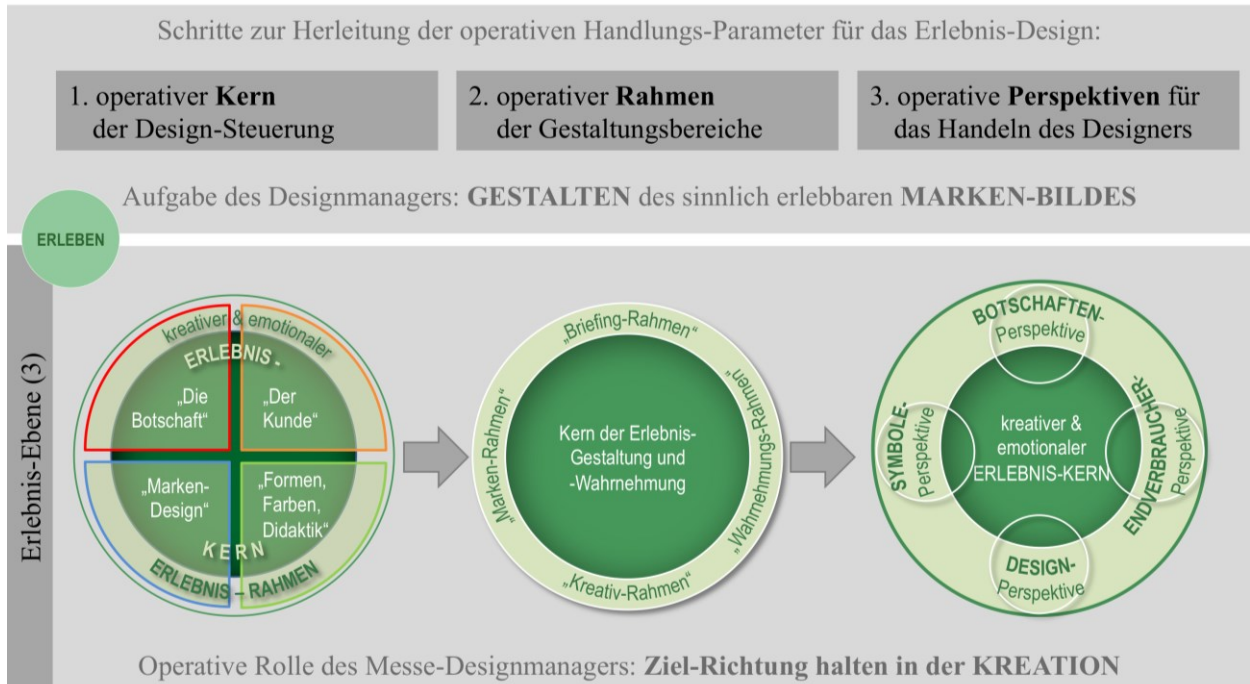 Schritte zur Herleitung der operativen Handlungs-Parameter für das Erlebnis-Design:
1. operativer Kern
der Design-Steuerung
2. operativer Rahmen
der Gestaltungsbereiche
3. operative Perspektiven für
das Handeln des Designers
Aufgabe des Designmanagers: GESTALTEN des sinnlich erlebbaren MARKEN-BILDES
ERLEBEN
Erlebnis-Ebene (3)
kreativer & emotionaler
ERLEBNIS -
„Die
Botschaft“
„Der
Kunde“
„Marken-
Design“
„Formen,
Farben,
Didaktik“
KERN
ERLEBNIS – RAHMEN
„Briefing-Rahmen“
„Marken-Rahmen“
Kern der Erlebnis-
Gestaltung und
-Wahrnehmung
„Wahrnehmungs-Rahmen“
„Kreativ-Rahmen“
BOTSCHAFTEN-
Perspektive
SYMBOLE-
Perspektive
kreativer &
emotionaler
ERLEBNIS-KERN
ENDVERBRAUCHER-
Perspektive
DESIGN-
Perspektive
Operative Rolle des Messe-Designmanagers: Ziel-Richtung halten in der KREATION